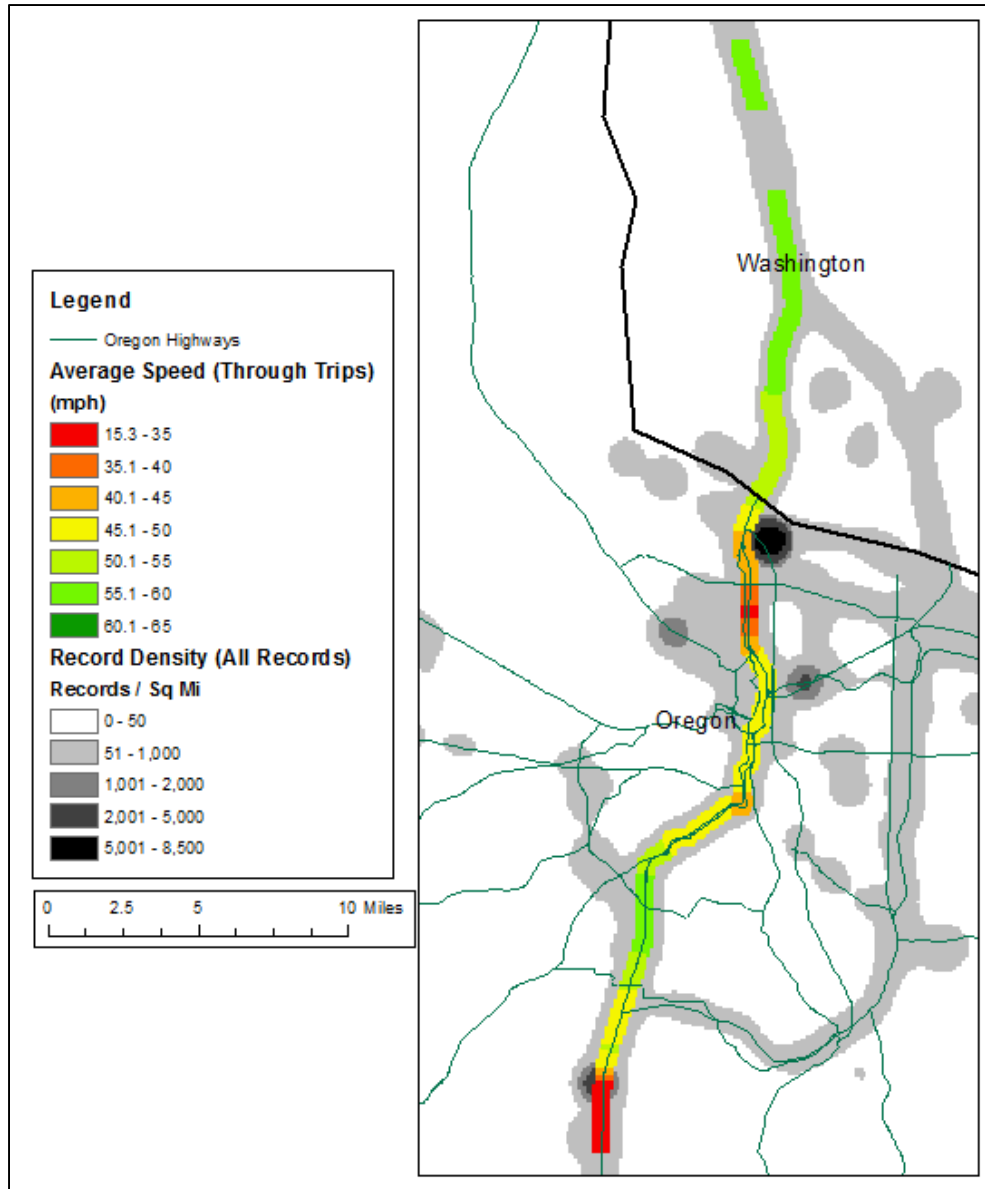 Washington
Oregon
Legend
Oregon Highways
Average Speed (Through Trips)
(mph)
15.3 - 35
35.1 - 40
40.1 - 45
45.1 - 50
50.1 - 55
55.1 - 60
60.1 - 65
Record Density (All Records)
Records / Sq Mi
0 - 50
51 - 1,000
1,001 - 2,000
2,001 - 5,000
5,001 - 8,500
0 2.5 5 10 Miles